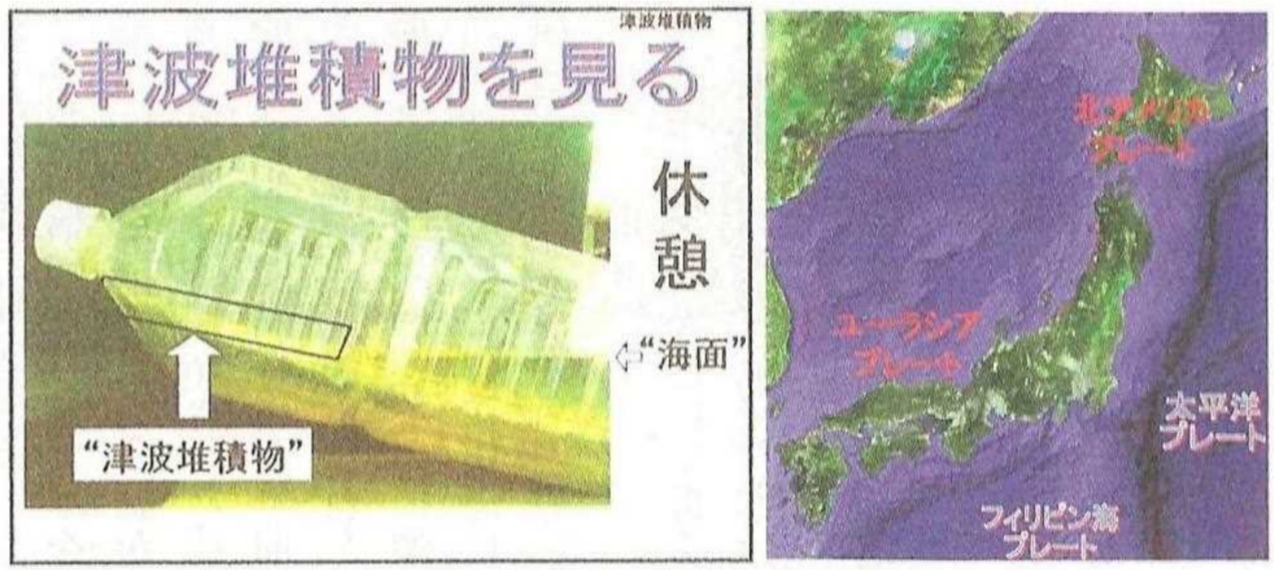 津波堆積物
津波堆積物を見る
休憩
“海面”
“津波堆積物”
北アメリカ
プレート
ユーラシア
プレート
太平洋
プレート
フィリピン海
プレート